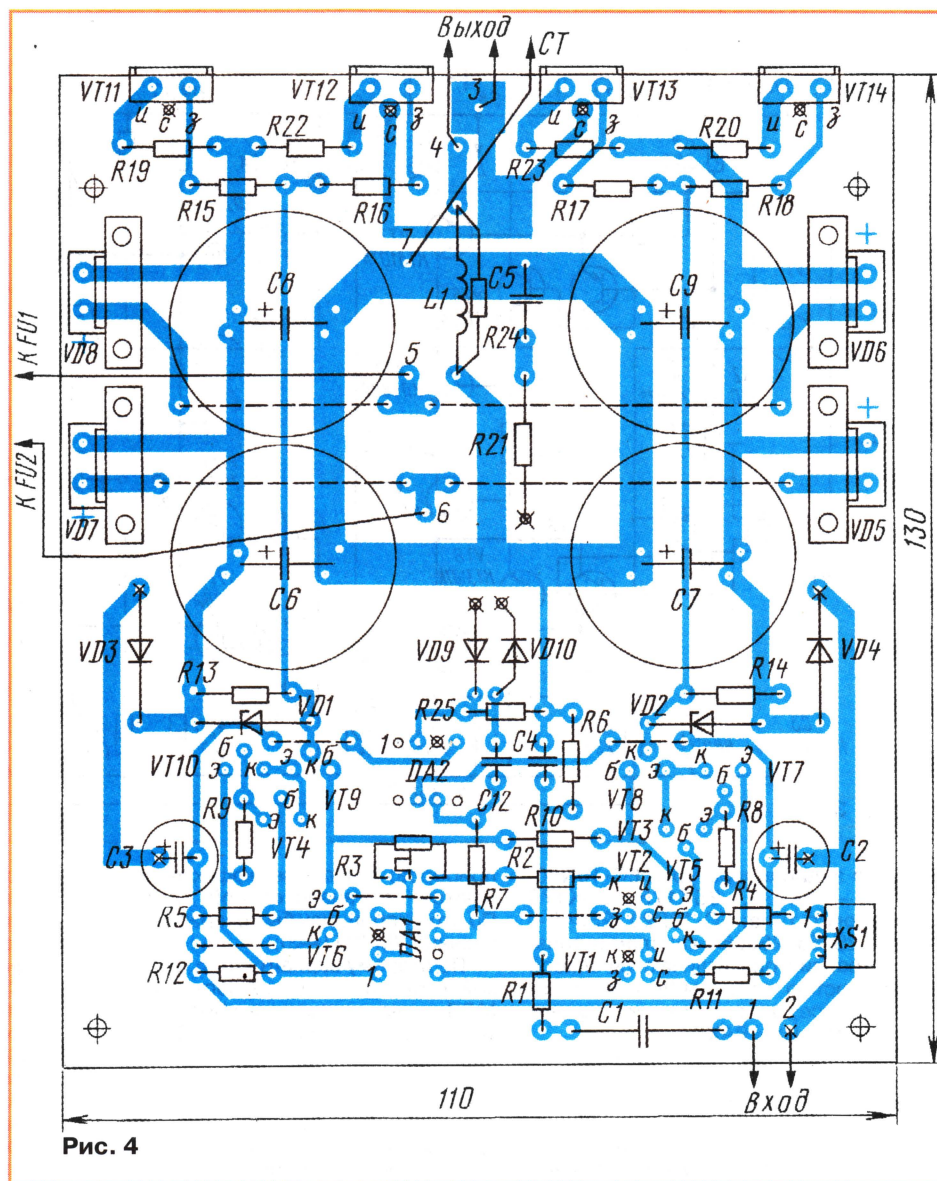 Выход
СТ
VT11
и
с
з
VT12
и
с
з
3
VT13
и
с
з
VT14
и
с
з
R19
R22
4
R23
R20
R15
R16
R17
R18
+
7
+
C8
C5
C9
L1
R24
К FU1
+
VD8
+
5
+
VD6
+
К FU2
R21
VD7
+
6
VD5
130
+
C6
+
C7
VD3
VD9
VD10
VD4
R13
R14
VD1
R25
R6
VD2
б
к
э
к
б
1
C4
к
э
к
VT10
э
DA2
б
э
VT7
R9
б
VT9
C12
VT8
б
R8
э
к
R10
VT3
к
э
VT4
б
C3
+
R3
R2
VT2
VT5
+
C2
к
и
э
R7
R4
R5
э
б
DA1
з
с
б
1
XS1
к
VT6
к
к
и
R12
1
VT1
з
с
R11
R1
C1
1
2
110
Вход
Рис. 4